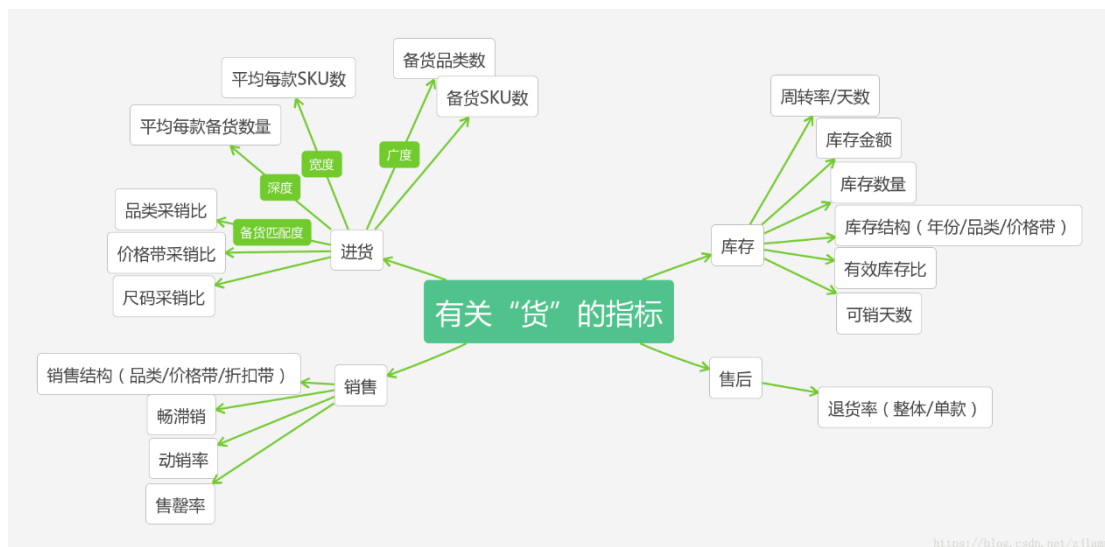 备货品类数
平均每款SKU数
备货SKU数
平均每款备货数量
广度
宽度
深度
品类采销比
备货匹配度
价格带采销比
进货
尺码采销比
周转率/天数
库存金额
库存数量
库存结构（年份/品类/价格带）
库存
有效库存比
可销天数
有关“货”的指标
销售结构（品类/价格带/折扣带）
销售
畅滞销
动销率
售罄率
售后
退货率（整体/单款）